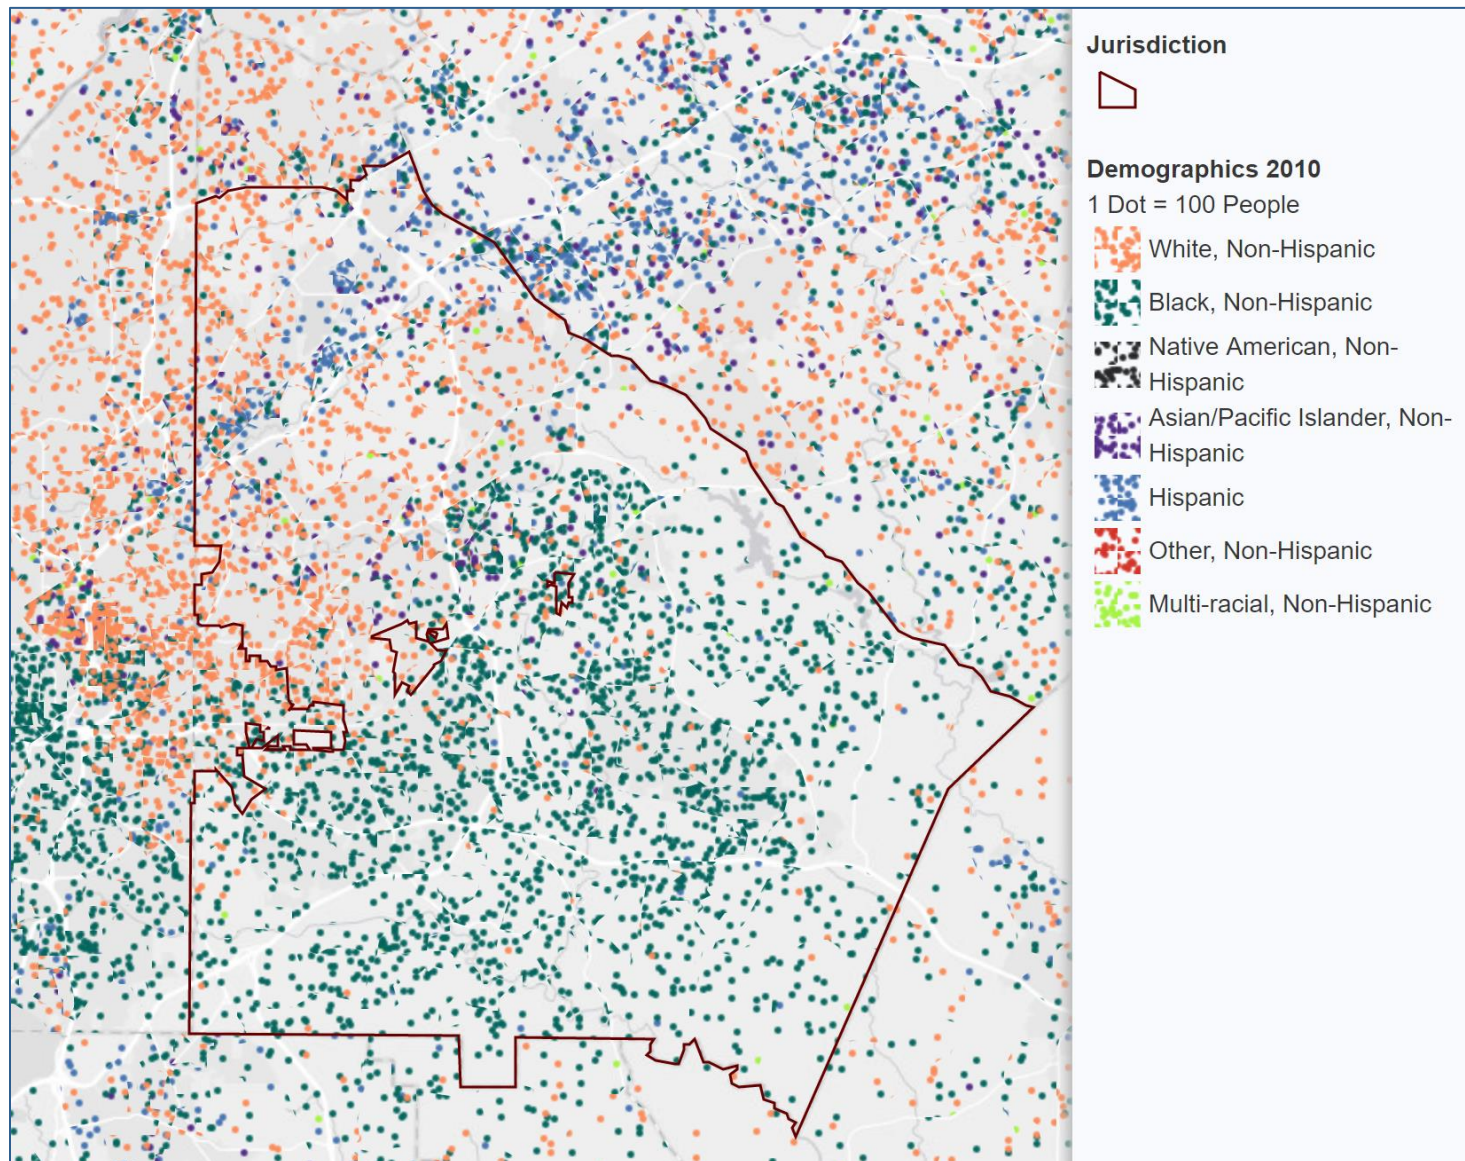 Jurisdiction
Demographics 2010
1 Dot = 100 People
White, Non-Hispanic
Black, Non-Hispanic
Native American, Non-
Hispanic
Asian/Pacific Islander, Non-
Hispanic
Hispanic
Other, Non-Hispanic
Multi-racial, Non-Hispanic